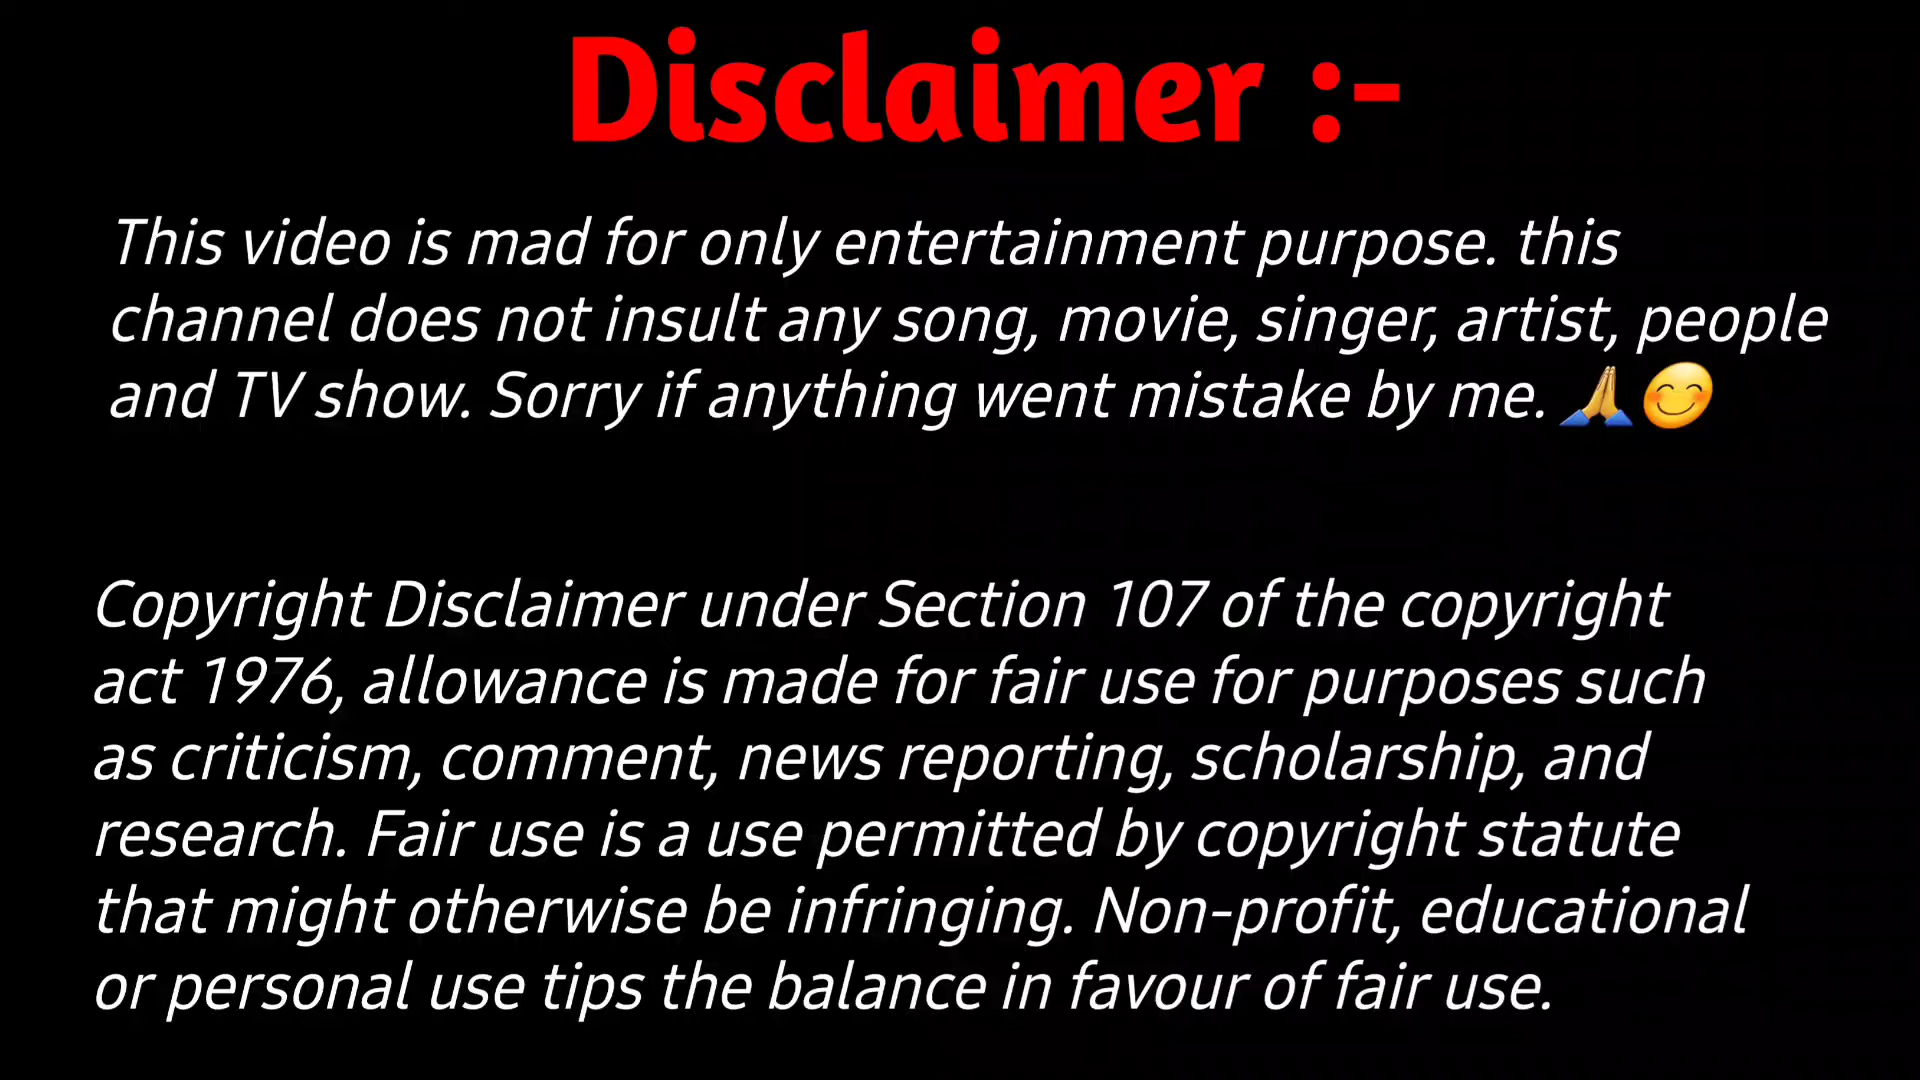 Disclaimer :-
This video is mad for only entertainment purpose. this
channel does not insult any song, movie, singer, artist, people
and TV show. Sorry if anything went mistake by me. 🙏😊
Copyright Disclaimer under Section 107 of the copyright
act 1976, allowance is made for fair use for purposes such
as criticism, comment, news reporting, scholarship, and
research. Fair use is a use permitted by copyright statute
that might otherwise be infringing. Non-profit, educational
or personal use tips the balance in favour of fair use.